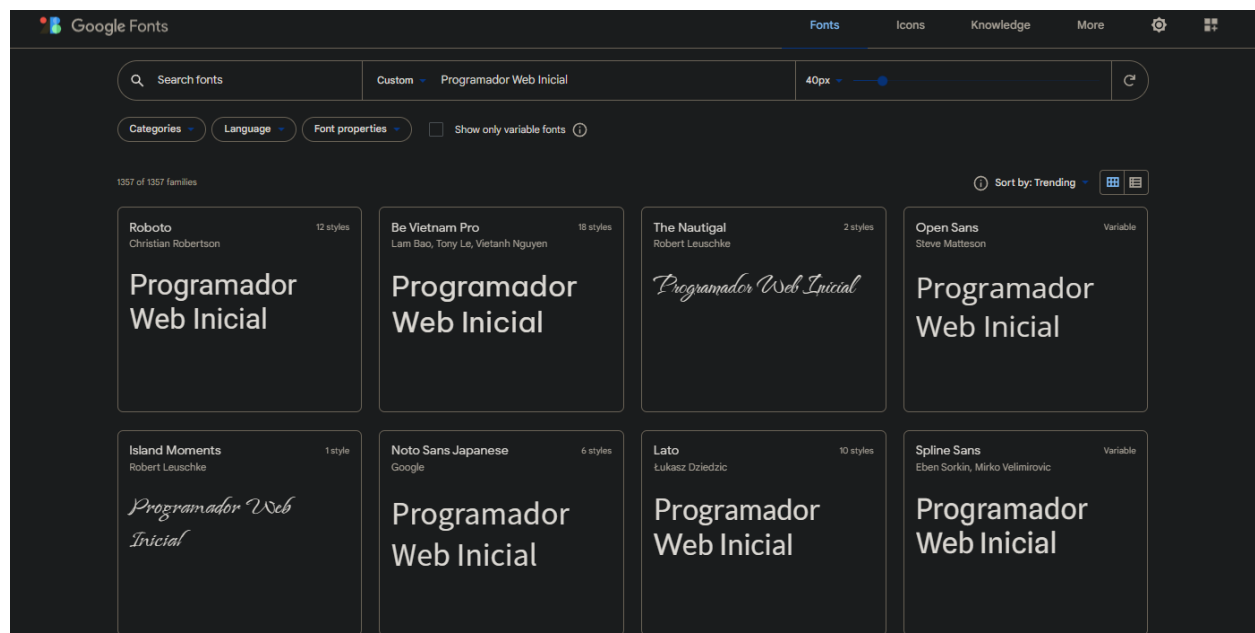 Google Fonts
Fonts Icons Knowledge More
Search fonts Custom Programador Web Inicial 40px
Categories Language Font properties Show only variable fonts
1357 of 1357 families Sort by: Trending
Roboto 12 styles
Christian Robertson
Programador
Web Inicial
Be Vietnam Pro 18 styles
Lam Bao, Tony Le, Vietanh Nguyen
Programador
Web Inicial
The Nautigal 2 styles
Robert Leuschke
Programador Web Inicial
Open Sans Variable
Steve Matteson
Programador
Web Inicial
Island Moments 1 style
Robert Leuschke
Programador Web
Inicial
Noto Sans Japanese 6 styles
Google
Programador
Web Inicial
Lato 10 styles
Łukasz Dziedzic
Programador
Web Inicial
Spline Sans Variable
Eben Sorkin, Mirko Velimirovic
Programador
Web Inicial